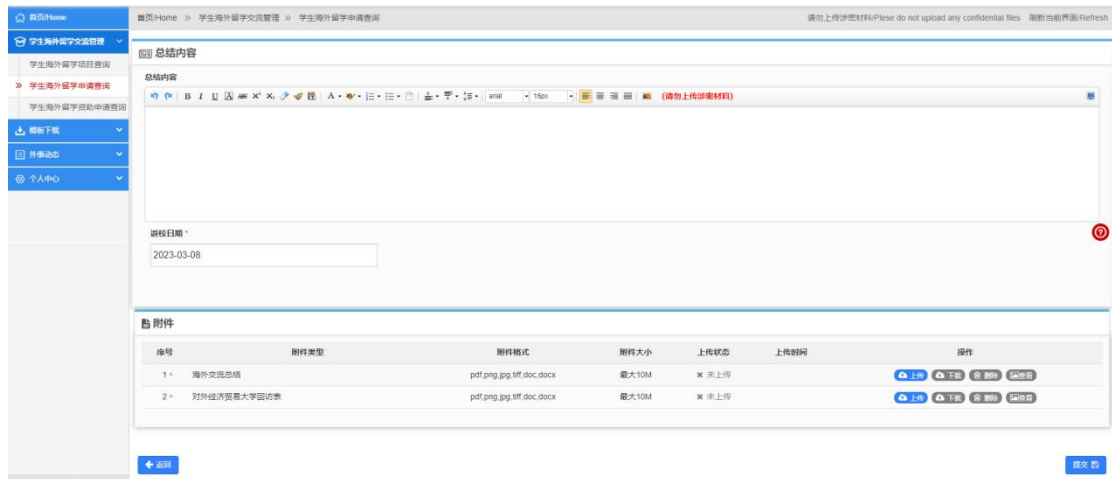 首页/Home
首页/Home » 学生海外留学交流管理 » 学生海外留学申请查询
请勿上传涉密材料/Plese do not upload any confidential files 刷新当前界面/Refresh
学生海外留学交流管理
学生海外留学项目查询
» 学生海外留学申请查询
学生海外留学资助申请查询
模板下载
外事动态
个人中心
总结内容
总结内容
B I U A ABC X² X₂ A arial 16px (请勿上传涉密材料)
返校日期 *
2023-03-08
附件
序号 附件类型 附件格式 附件大小 上传状态 上传时间 操作
1 * 海外交流总结 pdf,png,jpg,tiff,doc,docx 最大10M ✖ 未上传 上传 下载 删除 查看
2 * 对外经济贸易大学回访表 pdf,png,jpg,tiff,doc,docx 最大10M ✖ 未上传 上传 下载 删除 查看
返回
提交